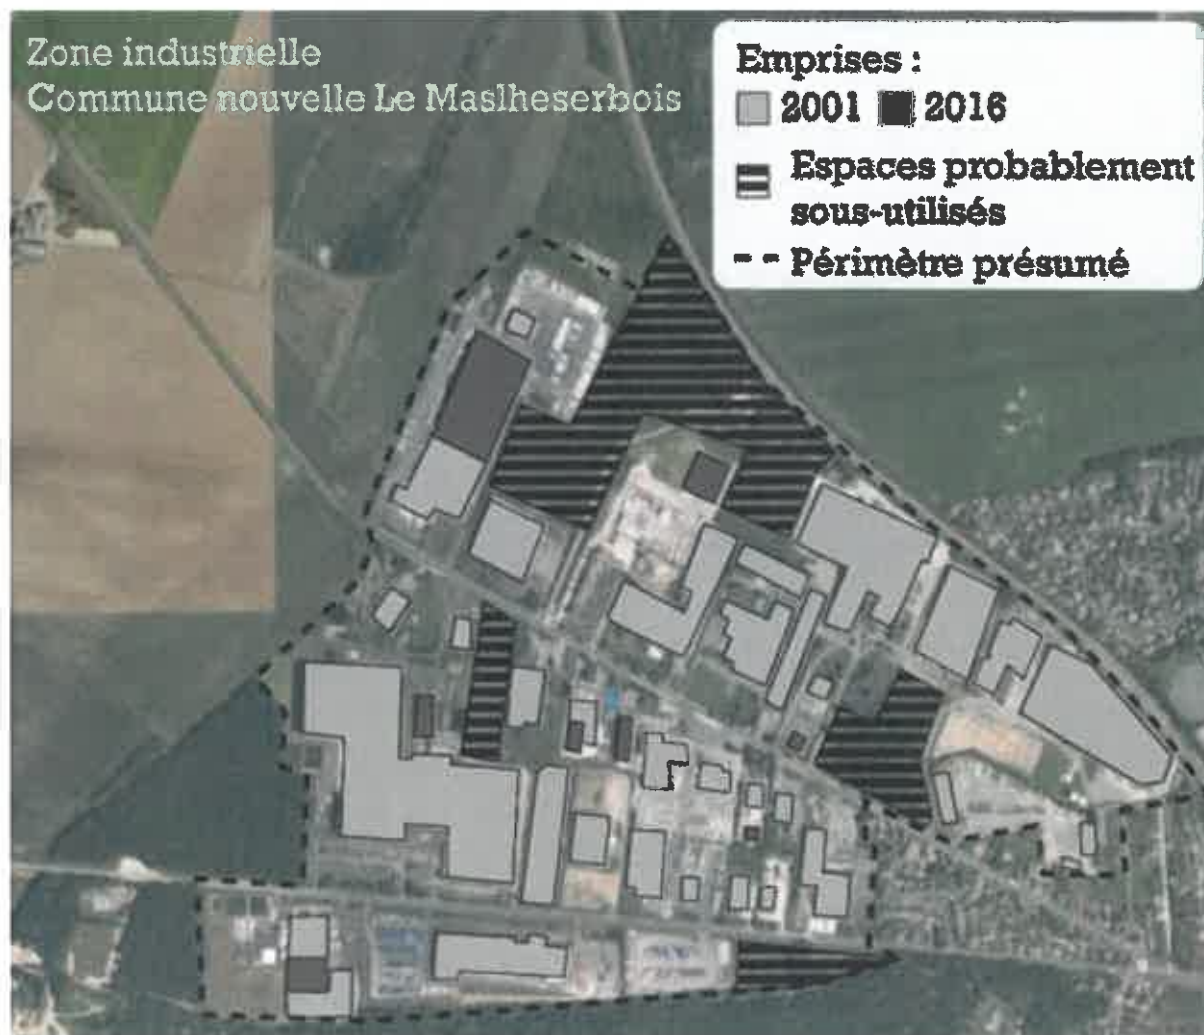 Zone industrielle
Commune nouvelle Le Maslheserbois
Emprises :
2001 2016
Espaces probablement
sous-utilisés
-- Périmètre présumé